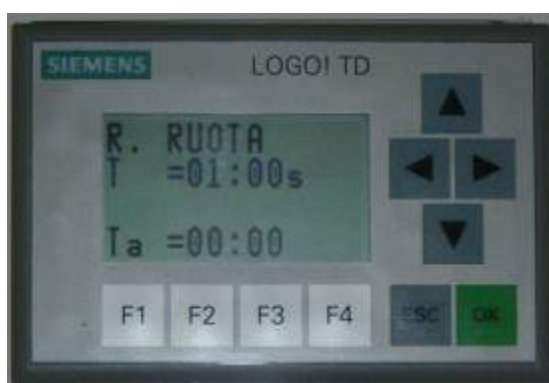 SIEMENS LOGO! TD
R. RUOTA
T =01:00s
Ta =00:00
F1 F2 F3 F4 ESC OK